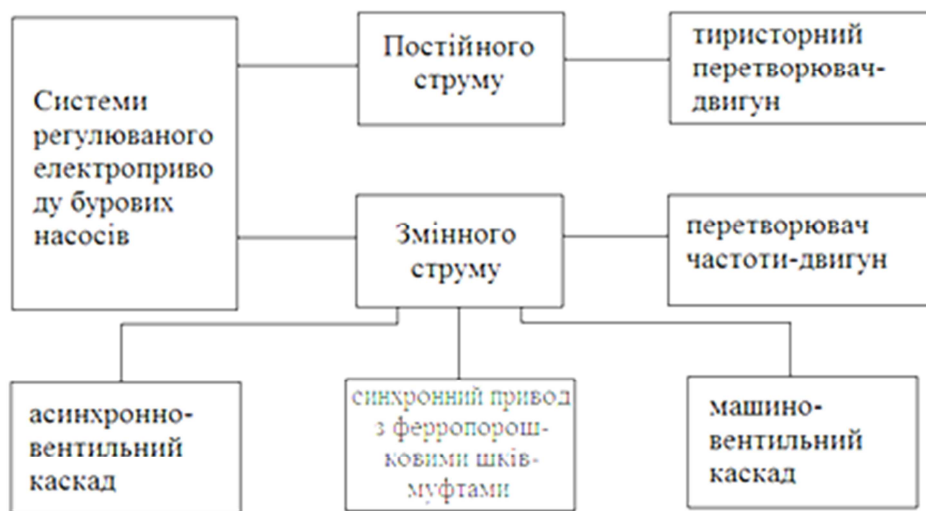 Системи
регулюваного
електроприво
ду бурових
насосів
Постійного
струму
тиристорний
перетворювач-
двигун
Змінного
струму
перетворювач
частоти-двигун
асинхронно-
вентильний
каскад
синхронний привод
з ферропорош-
ковими шків-
муфтами
машино-
вентильний
каскад